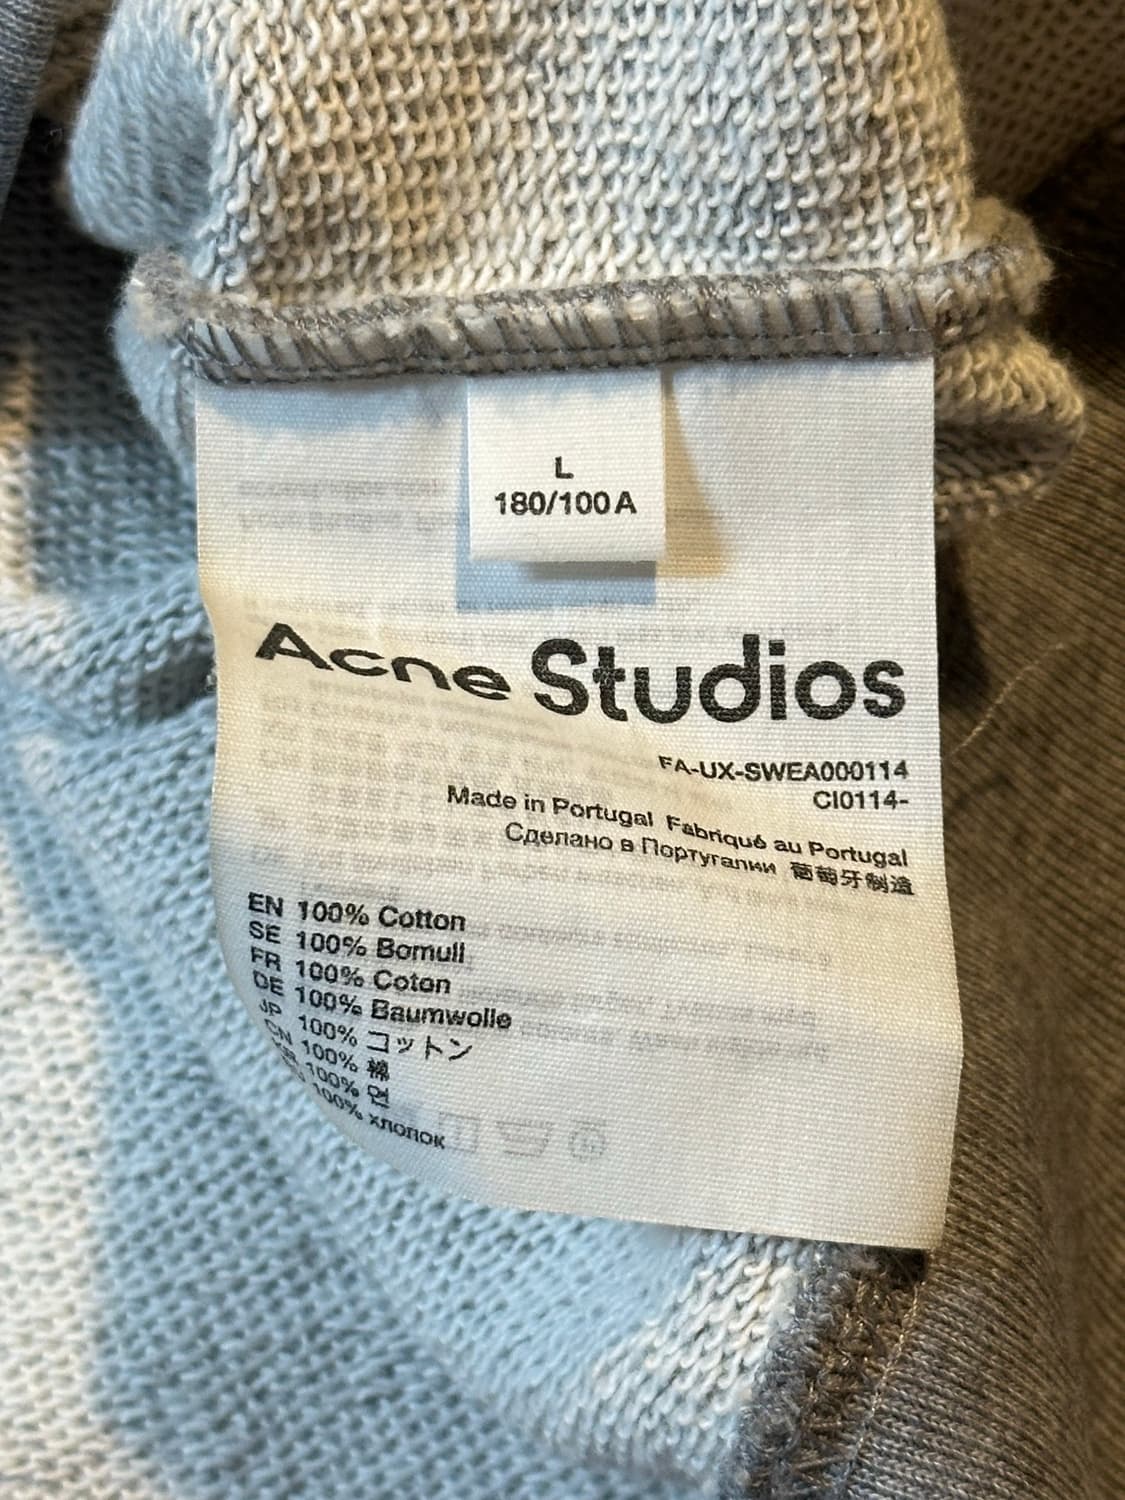 L
180/100A
Acne Studios
FA-UX-SWEA000114
CI0114-
Made in Portugal Fabriqué au Portugal
Сделано в Португалии 葡萄牙制造
EN 100% Cotton
SE 100% Bomull
FR 100% Coton
DE 100% Baumwolle
JP 100% コットン
CN 100% 棉
100% 면
100% хлопок